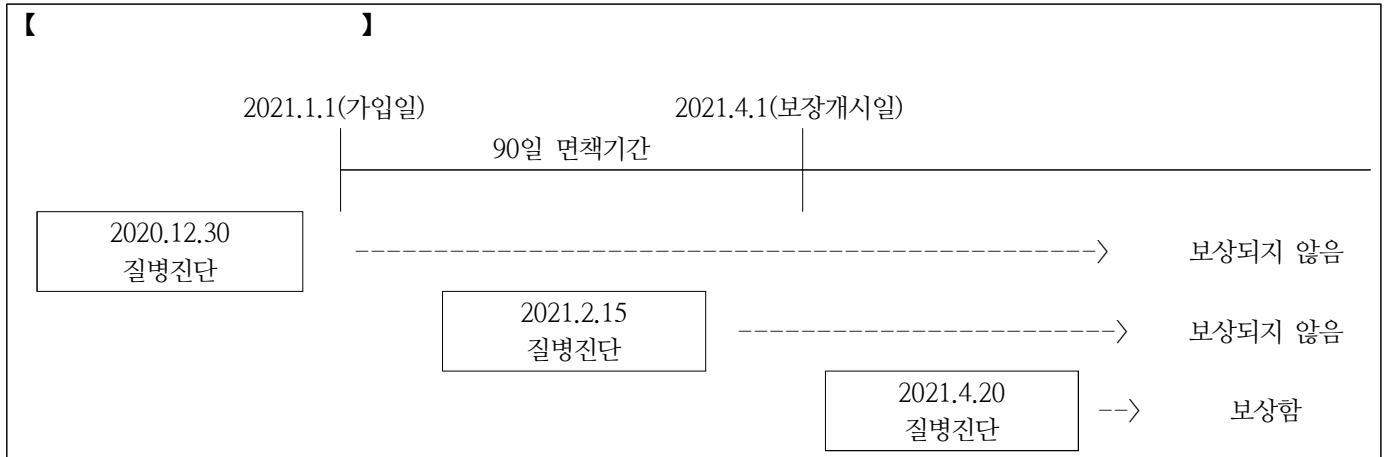 【 】
2021.1.1(가입일) 2021.4.1(보장개시일)
90일 면책기간
2020.12.30
질병진단
----------------------------------------------〉 보상되지 않음
2021.2.15
질병진단
------------------------〉 보상되지 않음
2021.4.20
질병진단
--〉 보상함